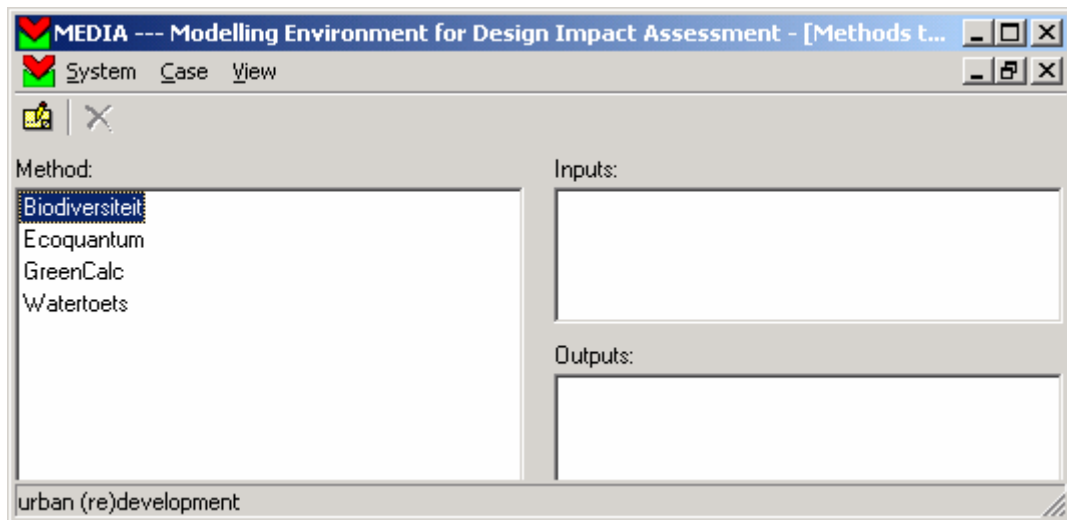 MEDIA --- Modelling Environment for Design Impact Assessment - [Methods t...
System Case View
Method:
Biodiversiteit
Ecoquantum
GreenCalc
Watertoets
Inputs:
Outputs:
urban (re)development